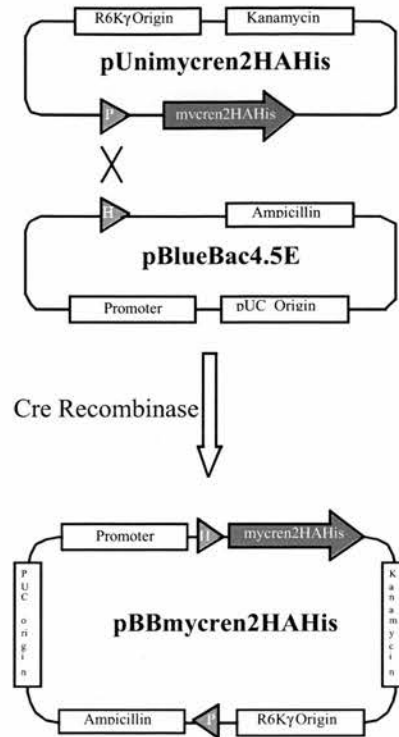 R6KγOrigin Kanamycin
pUnimycren2HAHis
P mycren2HAHis
H Ampicillin
pBlueBac4.5E
Promoter pUC Origin
Cre Recombinase
Promoter H mycren2HAHis
PUC origin
Kanamycin
pBBmycren2HAHis
Ampicillin P R6KγOrigin